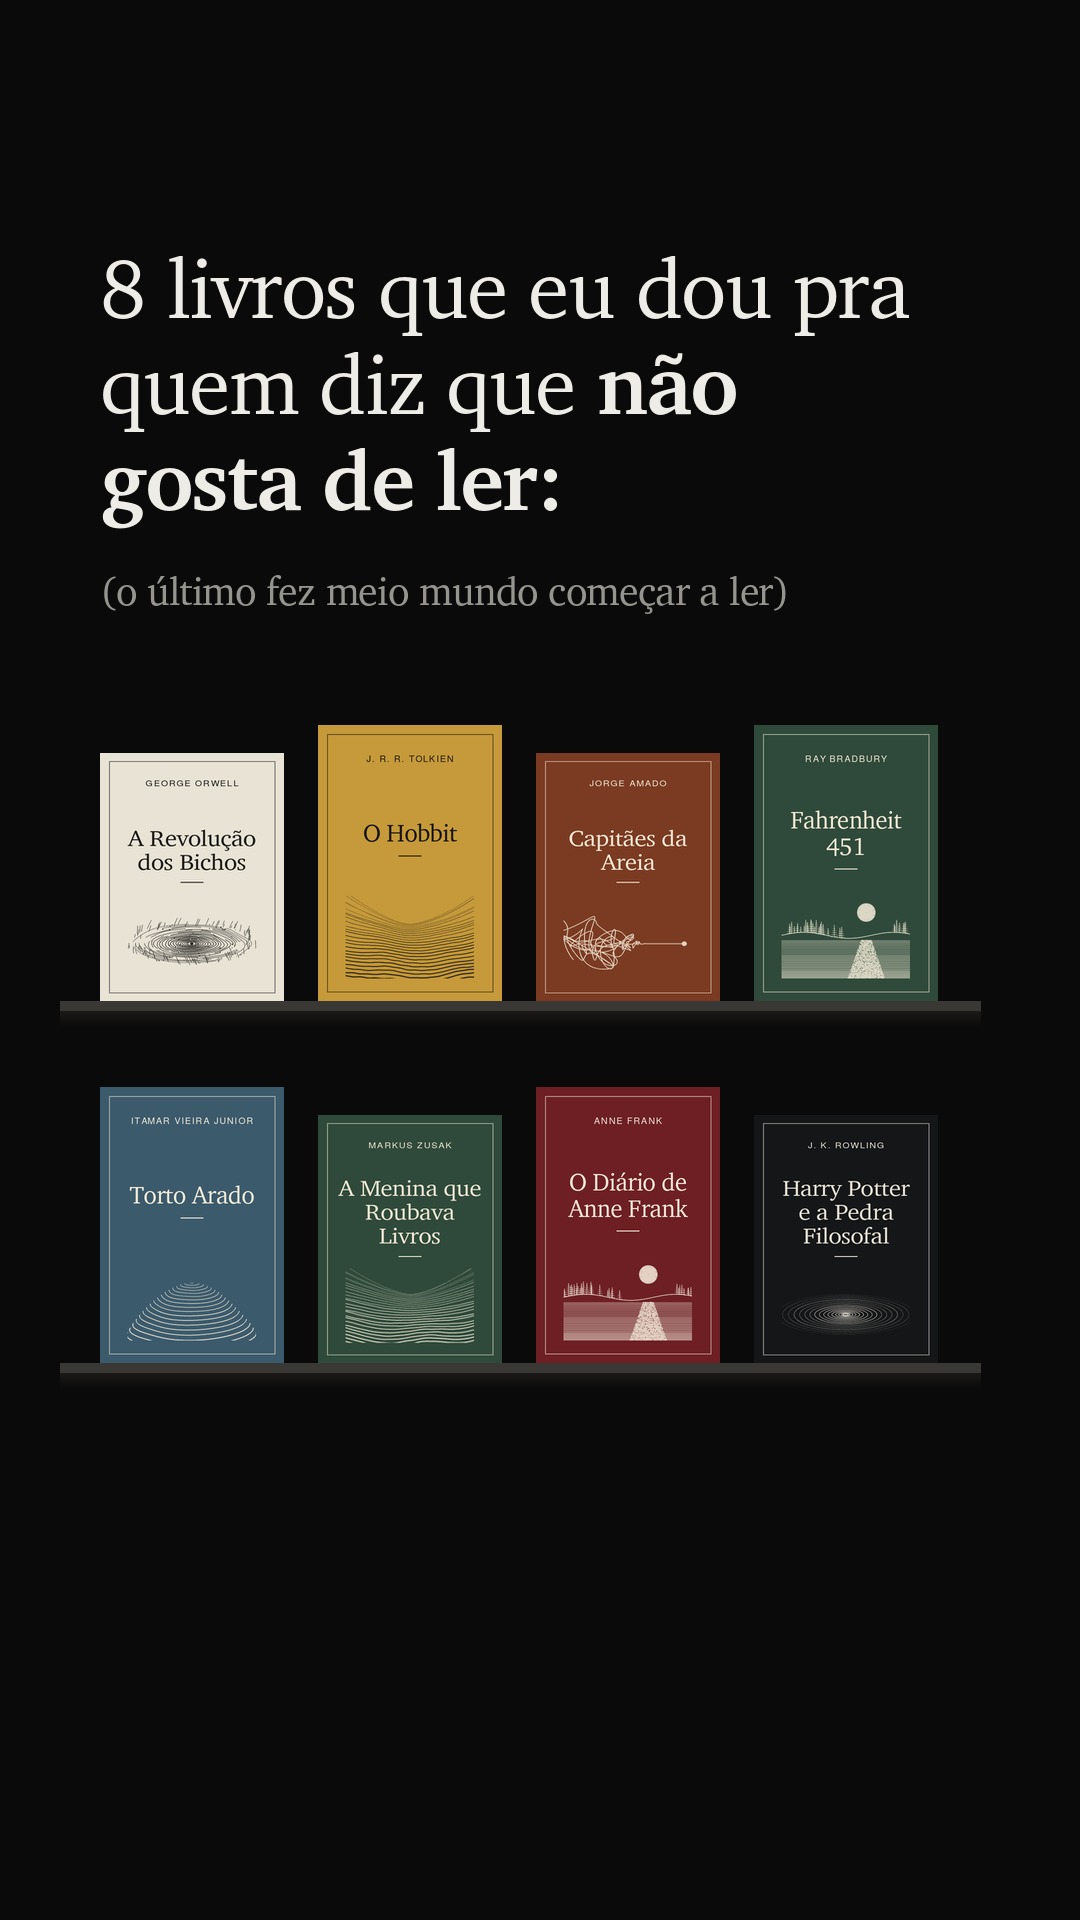 8 livros que eu dou pra
quem diz que não
gosta de ler:
(o último fez meio mundo começar a ler)
GEORGE ORWELL
A Revolução
dos Bichos
J. R. R. TOLKIEN
O Hobbit
JORGE AMADO
Capitães da
Areia
RAY BRADBURY
Fahrenheit
451
ITAMAR VIEIRA JUNIOR
Torto Arado
MARKUS ZUSAK
A Menina que
Roubava
Livros
ANNE FRANK
O Diário de
Anne Frank
J. K. ROWLING
Harry Potter
e a Pedra
Filosofal